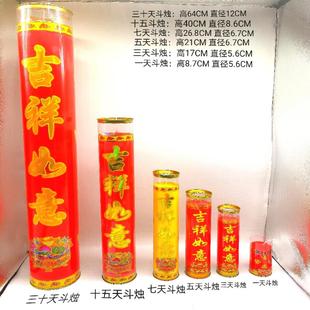 三十天斗烛：高64CM 直径12CM
十五天斗烛：高40CM 直径8.6CM
七天斗烛：高26.8CM 直径6.7CM
五天斗烛：高21CM 直径6.7CM
三天斗烛：高17CM 直径5.6CM
一天斗烛：高8.7CM 直径5.6CM
吉祥如意
吉祥如意
吉祥如意
吉祥如意
吉祥如意
三十天斗烛
十五天斗烛
七天斗烛
五天斗烛
三天斗烛
一天斗烛